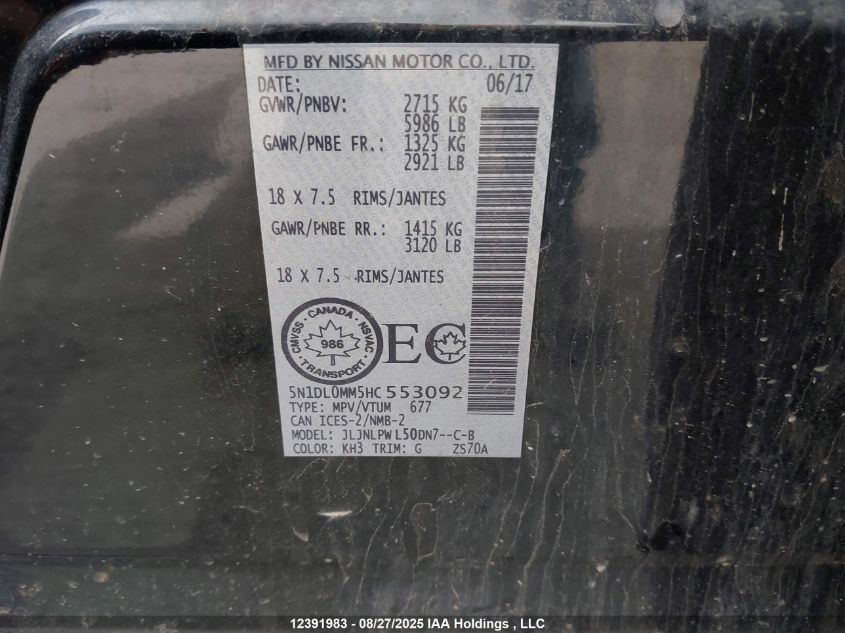 MFD BY NISSAN MOTOR CO., LTD.
DATE: 06/17
GVWR/PNBV: 2715 KG
5986 LB
GAWR/PNBE FR.: 1325 KG
2921 LB
18 X 7.5 RIMS/JANTES
GAWR/PNBE RR.: 1415 KG
3120 LB
18 X 7.5 RIMS/JANTES
CMVSS · CANADA · NSVAC · TRANSPORT ·
986
EC
5N1DL0MM5HC553092
TYPE: MPV/VTUM 677
CAN ICES-2/NMB-2
MODEL: JLJNLPWL50DN7--C-B
COLOR: KH3 TRIM: G ZS70A
12391983 - 08/27/2025 IAA Holdings , LLC